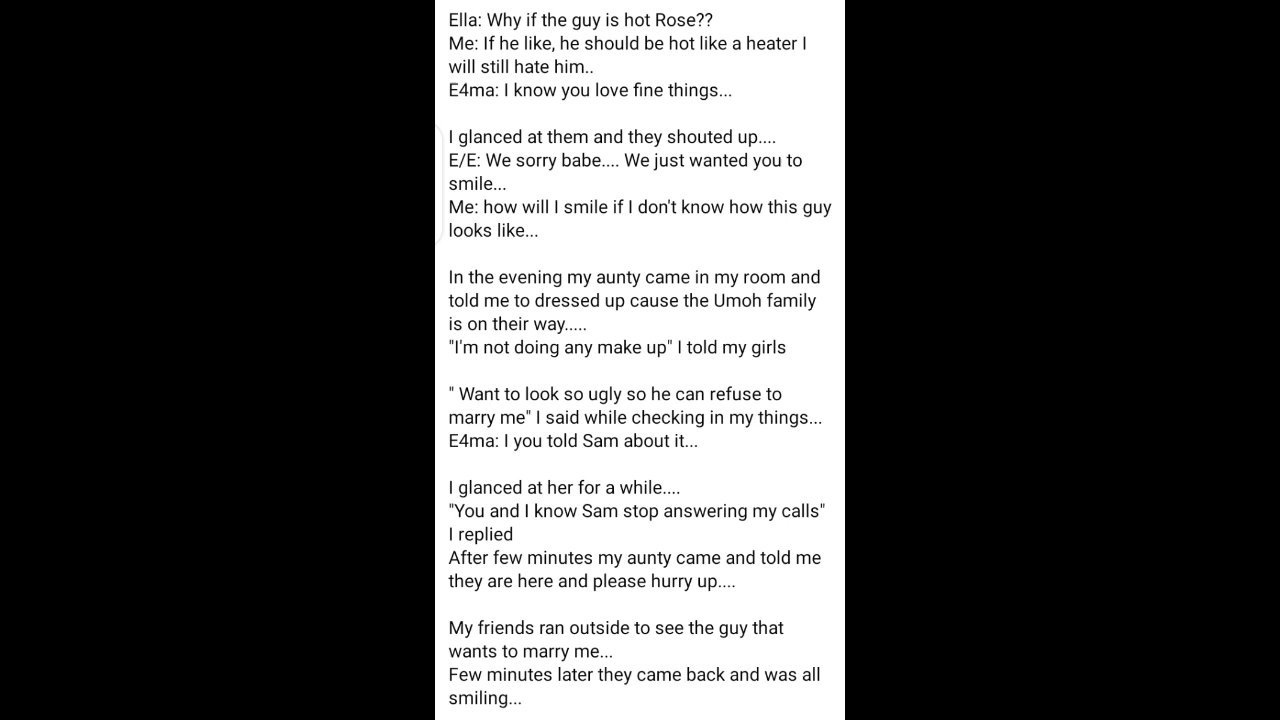 Ella: Why if the guy is hot Rose??
Me: If he like, he should be hot like a heater I
will still hate him..
E4ma: I know you love fine things...
I glanced at them and they shouted up....
E/E: We sorry babe.... We just wanted you to
smile...
Me: how will I smile if I don't know how this guy
looks like...
In the evening my aunty came in my room and
told me to dressed up cause the Umoh family
is on their way.....
"I'm not doing any make up" I told my girls
" Want to look so ugly so he can refuse to
marry me" I said while checking in my things...
E4ma: I you told Sam about it...
I glanced at her for a while....
"You and I know Sam stop answering my calls"
I replied
After few minutes my aunty came and told me
they are here and please hurry up....
My friends ran outside to see the guy that
wants to marry me...
Few minutes later they came back and was all
smiling...